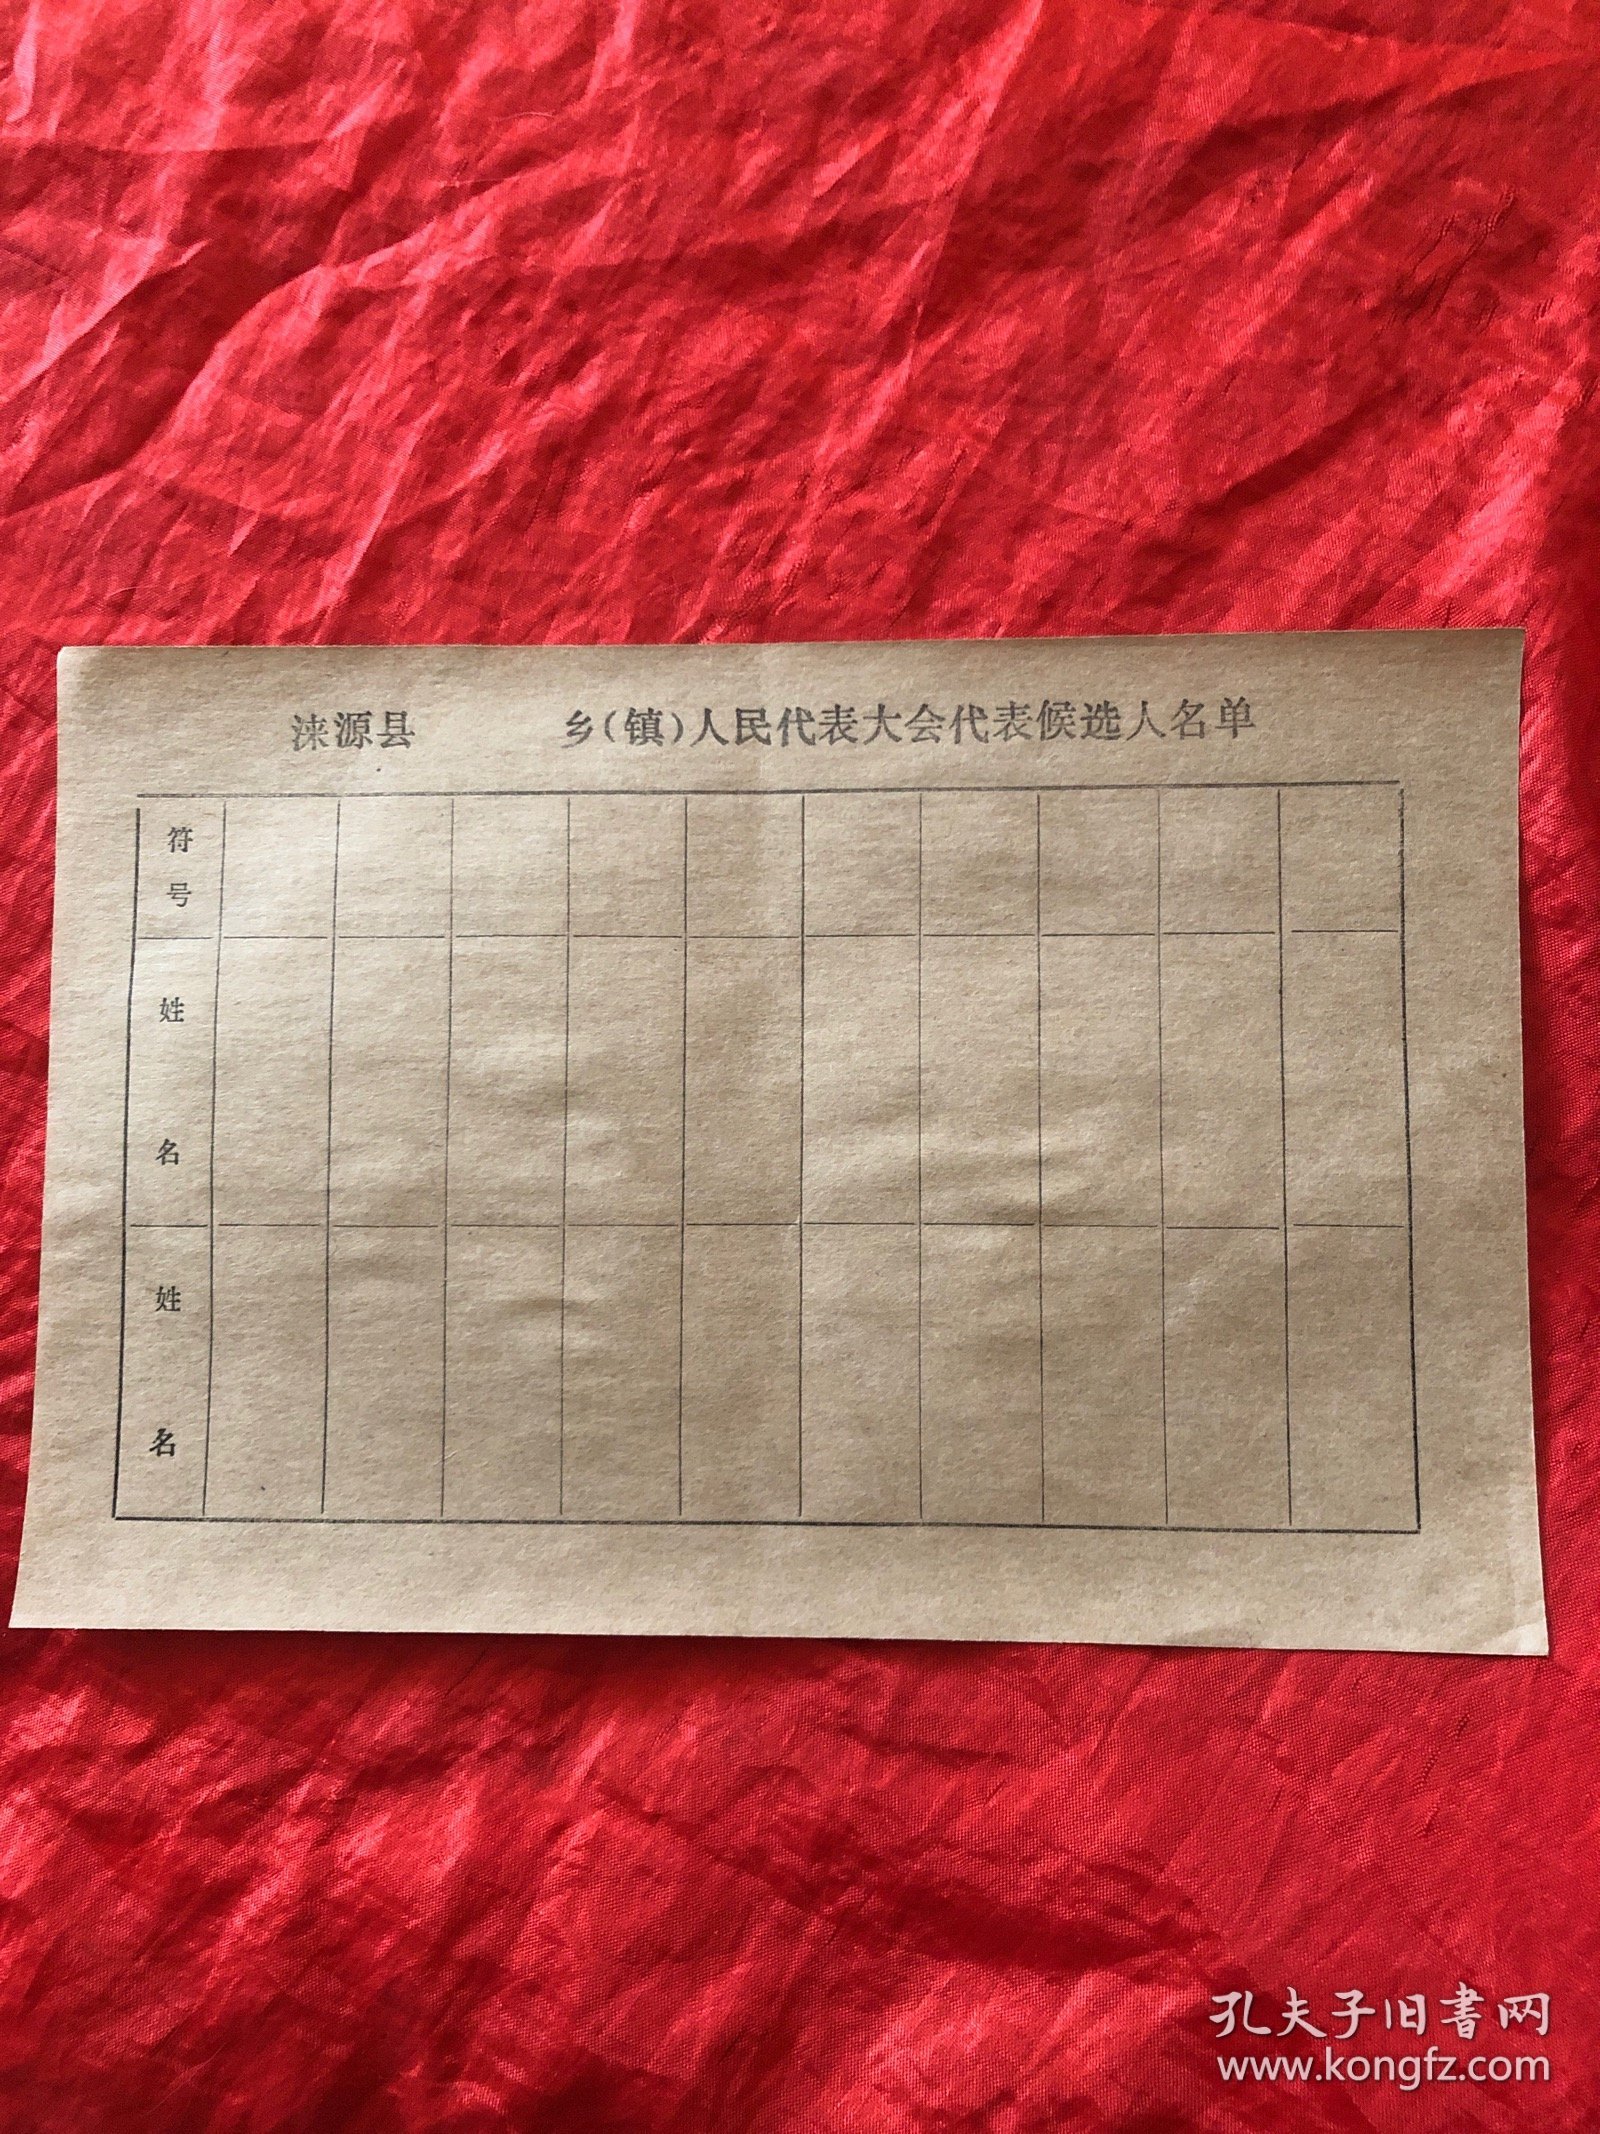 涞源县 乡(镇)人民代表大会代表候选人名单
符号
姓名
姓名
孔夫子旧书网
www.kongfz.com